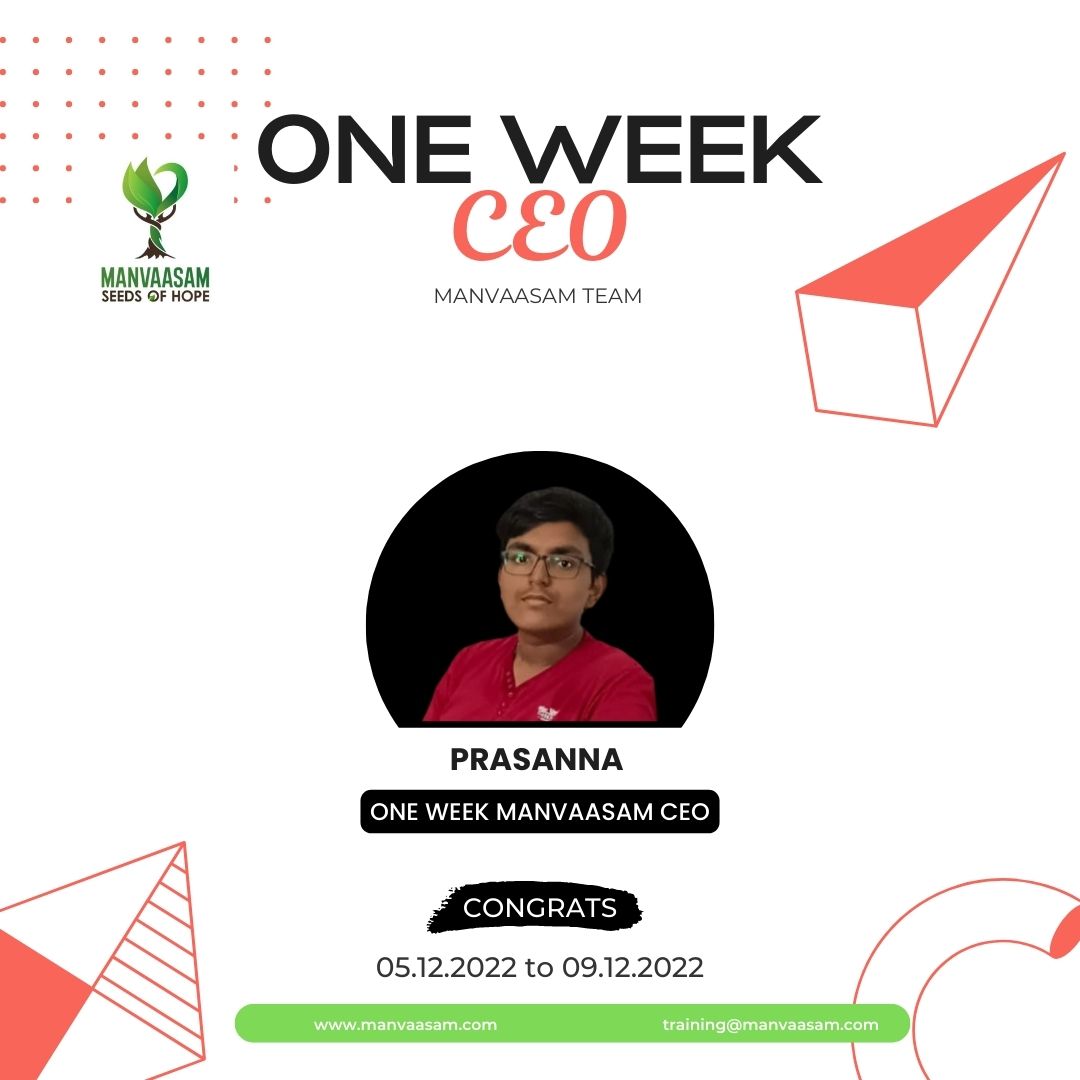 ONE WEEK
CEO
MANVAASAM TEAM
MANVAASAM
SEEDS OF HOPE
PRASANNA
ONE WEEK MANVAASAM CEO
CONGRATS
05.12.2022 to 09.12.2022
www.manvaasam.com
training@manvaasam.com